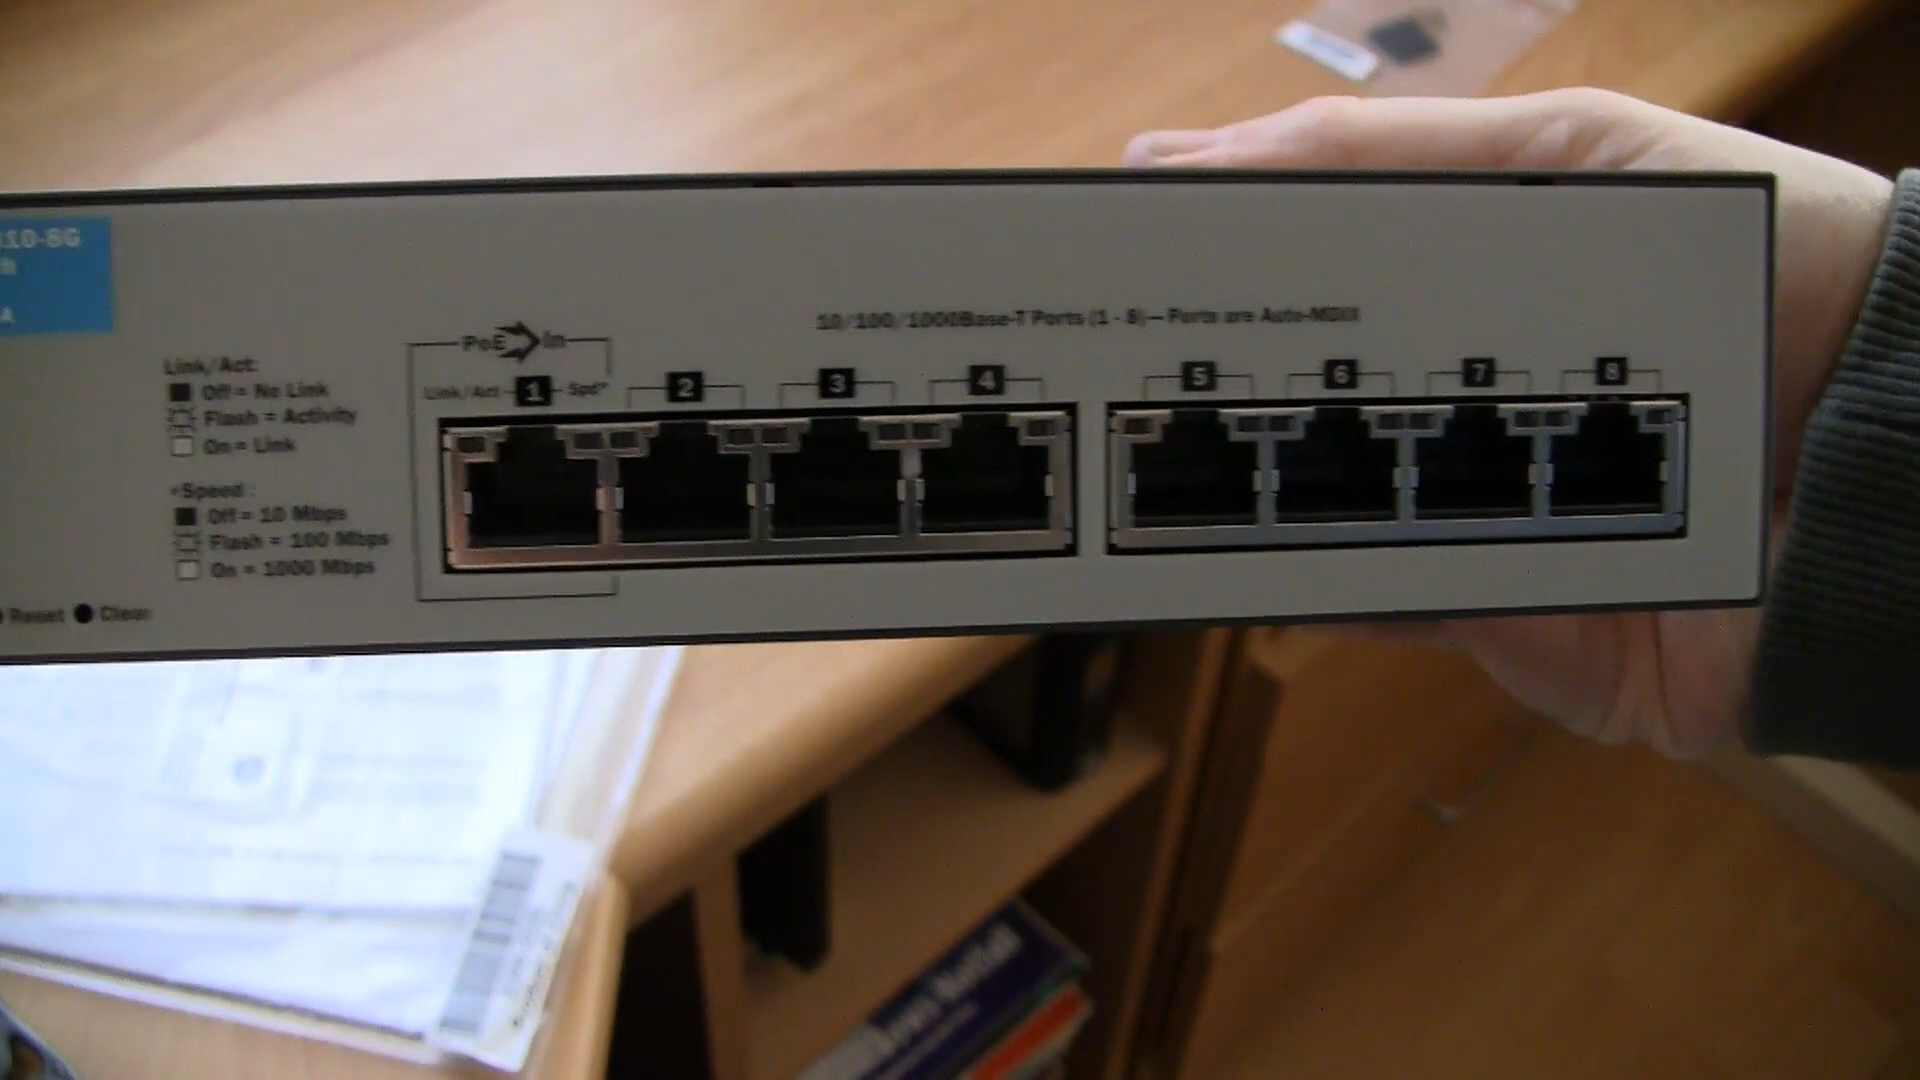 10-8G
h
A
Link/Act:
Off = No Link
Flash = Activity
On = Link
*Speed:
Off = 10 Mbps
Flash = 100 Mbps
On = 1000 Mbps
Reset Clear
PoE In
Link/Act 1 Spd*
10/100/1000Base-T Ports (1 - 8) — Ports are Auto-MDIX
2 3 4 5 6 7 8